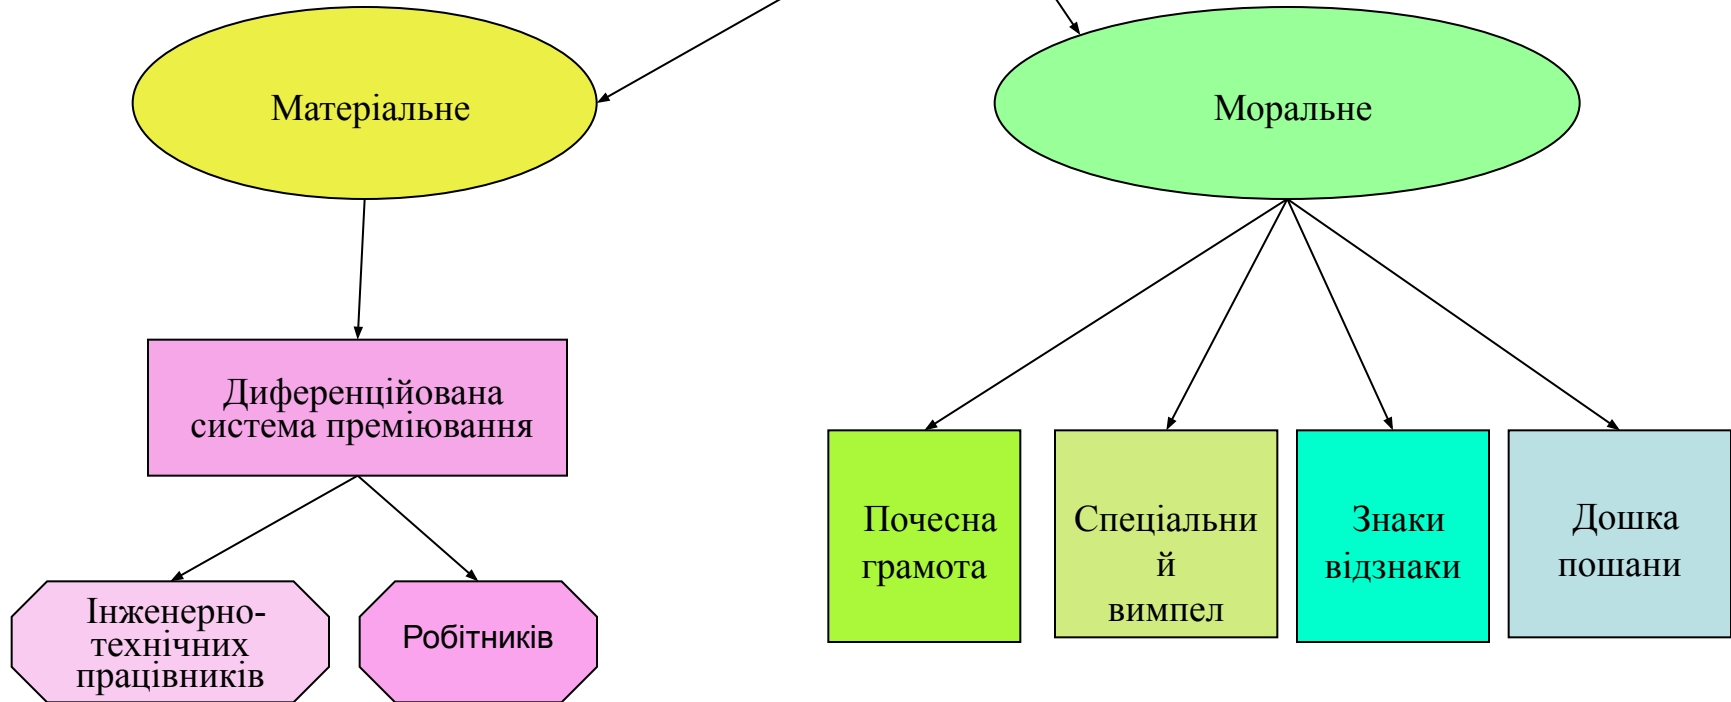 Матеріальне
Моральне
Диференційована
система преміювання
Почесна
грамота
Спеціальни
й
вимпел
Знаки
відзнаки
Дошка
пошани
Інженерно-
технічних
працівників
Робітників